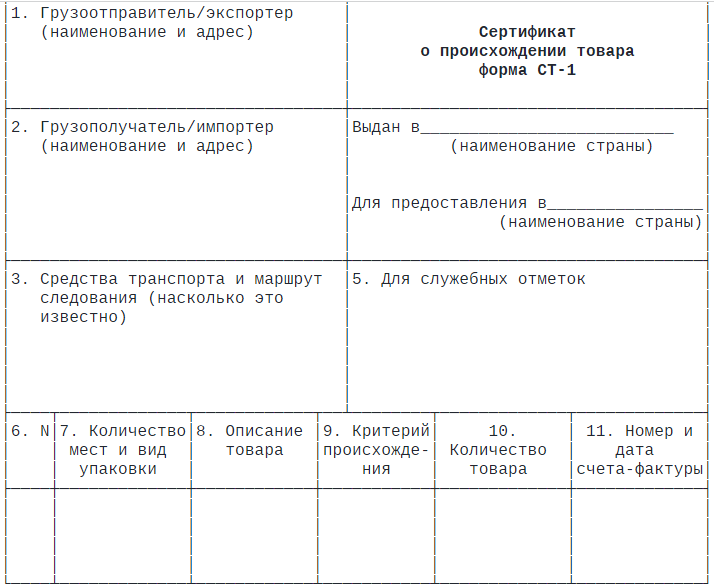 1. Грузоотправитель/экспортер
(наименование и адрес)
Сертификат
о происхождении товара
форма СТ-1
2. Грузополучатель/импортер
(наименование и адрес)
Выдан в__________________________
(наименование страны)
Для предоставления в________________
(наименование страны)
3. Средства транспорта и маршрут
следования (насколько это
известно)
5. Для служебных отметок
6. N
7. Количество
мест и вид
упаковки
8. Описание
товара
9. Критерий
происхожде-
ния
10.
Количество
товара
11. Номер и
дата
счета-фактуры